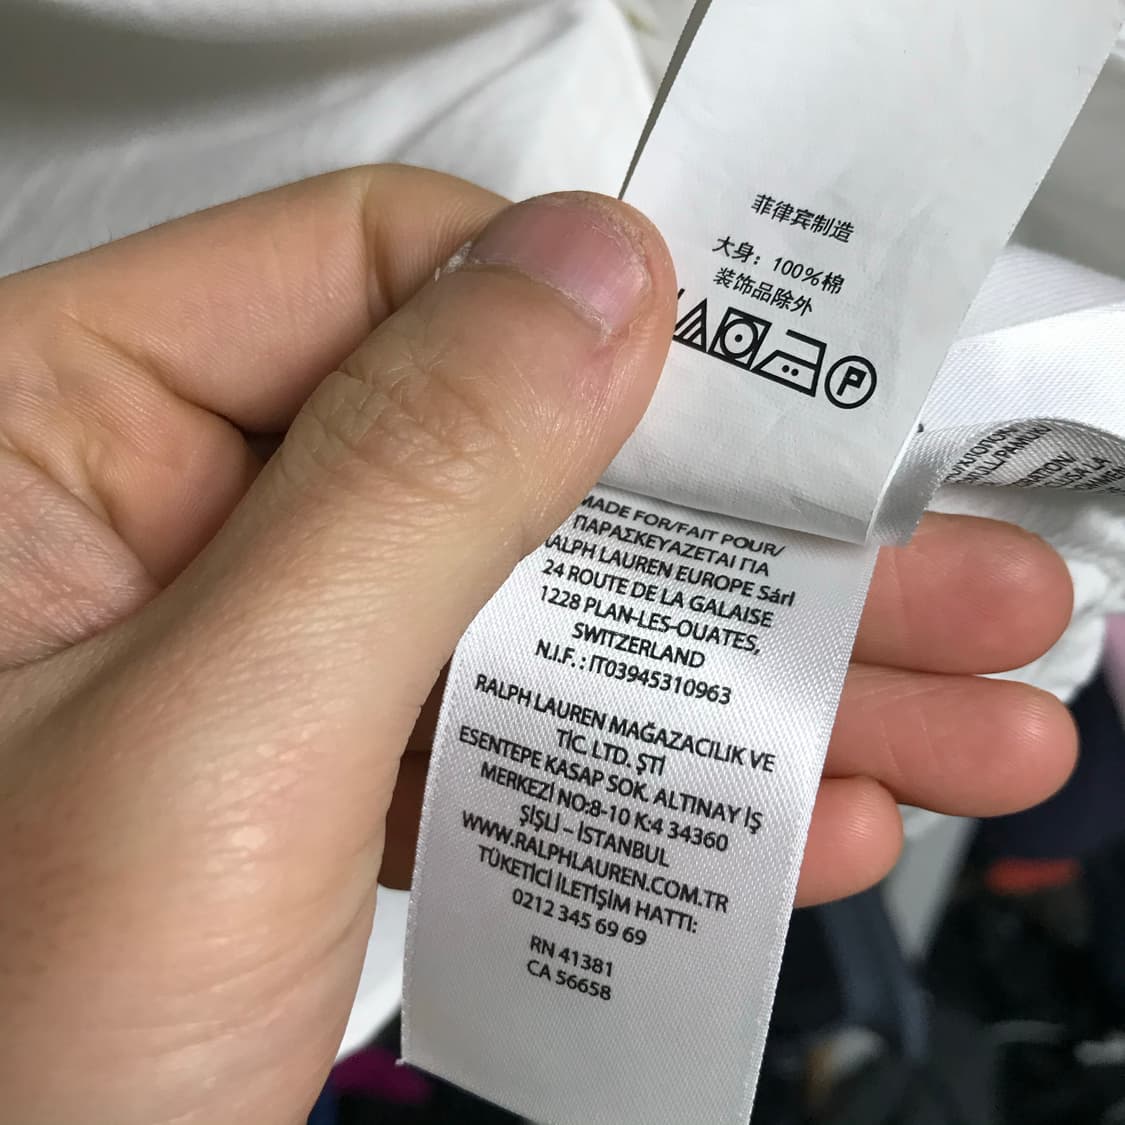 菲律宾制造
大身：100%棉
装饰品除外
P
MADE FOR/FAIT POUR/
ΠΑΡΑΣΚΕΥΑΖΕΤΑΙ ΓΙΑ
RALPH LAUREN EUROPE Sárl
24 ROUTE DE LA GALAISE
1228 PLAN-LES-OUATES,
SWITZERLAND
N.I.F. : IT03945310963
RALPH LAUREN MAĞAZACILIK VE
TİC. LTD. ŞTİ
ESENTEPE KASAP SOK. ALTINAY İŞ
MERKEZİ NO:8-10 K:4 34360
ŞİŞLİ – İSTANBUL
WWW.RALPHLAUREN.COM.TR
TÜKETİCİ İLETİŞİM HATTI:
0212 345 69 69
RN 41381
CA 56658